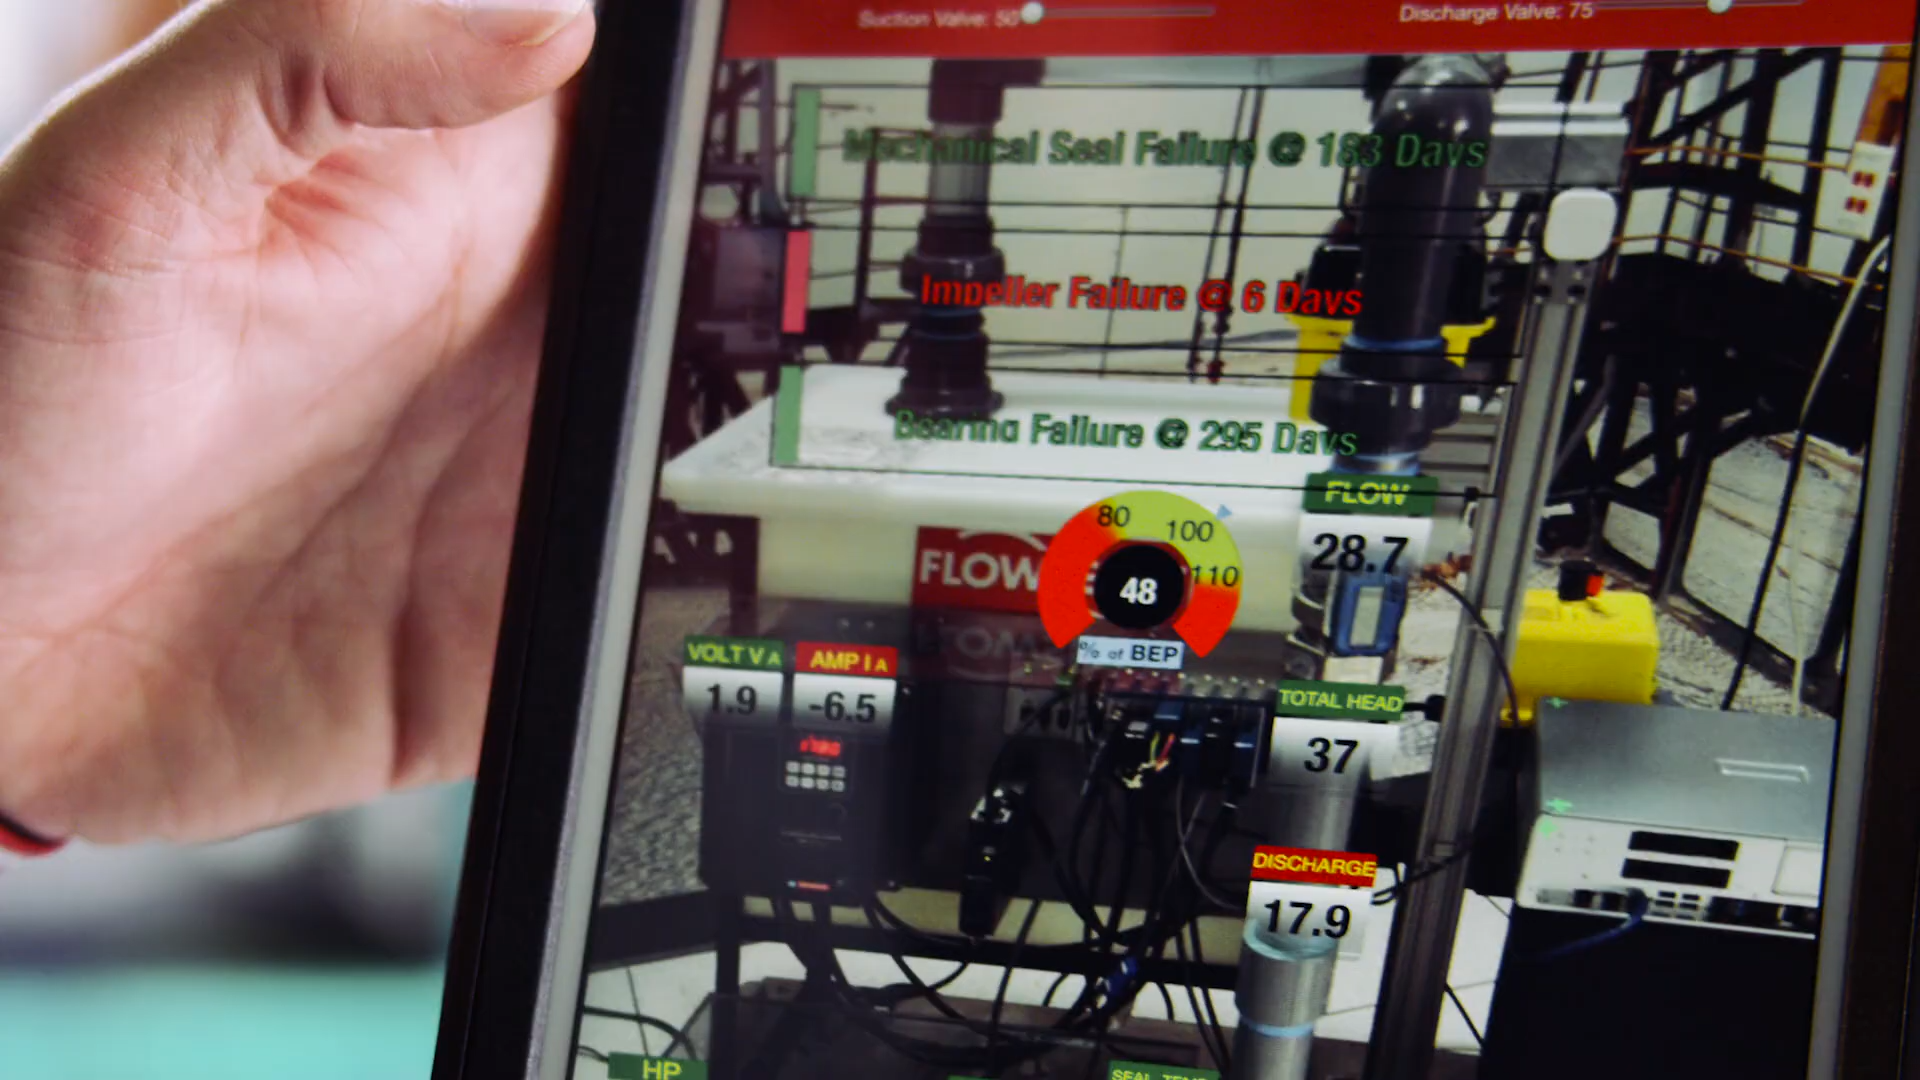 Suction Valve: 50
Discharge Valve: 75
Mechanical Seal Failure @ 183 Days
Impeller Failure @ 6 Days
Bearing Failure @ 295 Days
FLOW
28.7
80
100
110
48
% of BEP
FLOW
VOLT V A
1.9
AMP I A
-6.5
TOTAL HEAD
37
DISCHARGE
17.9
HP